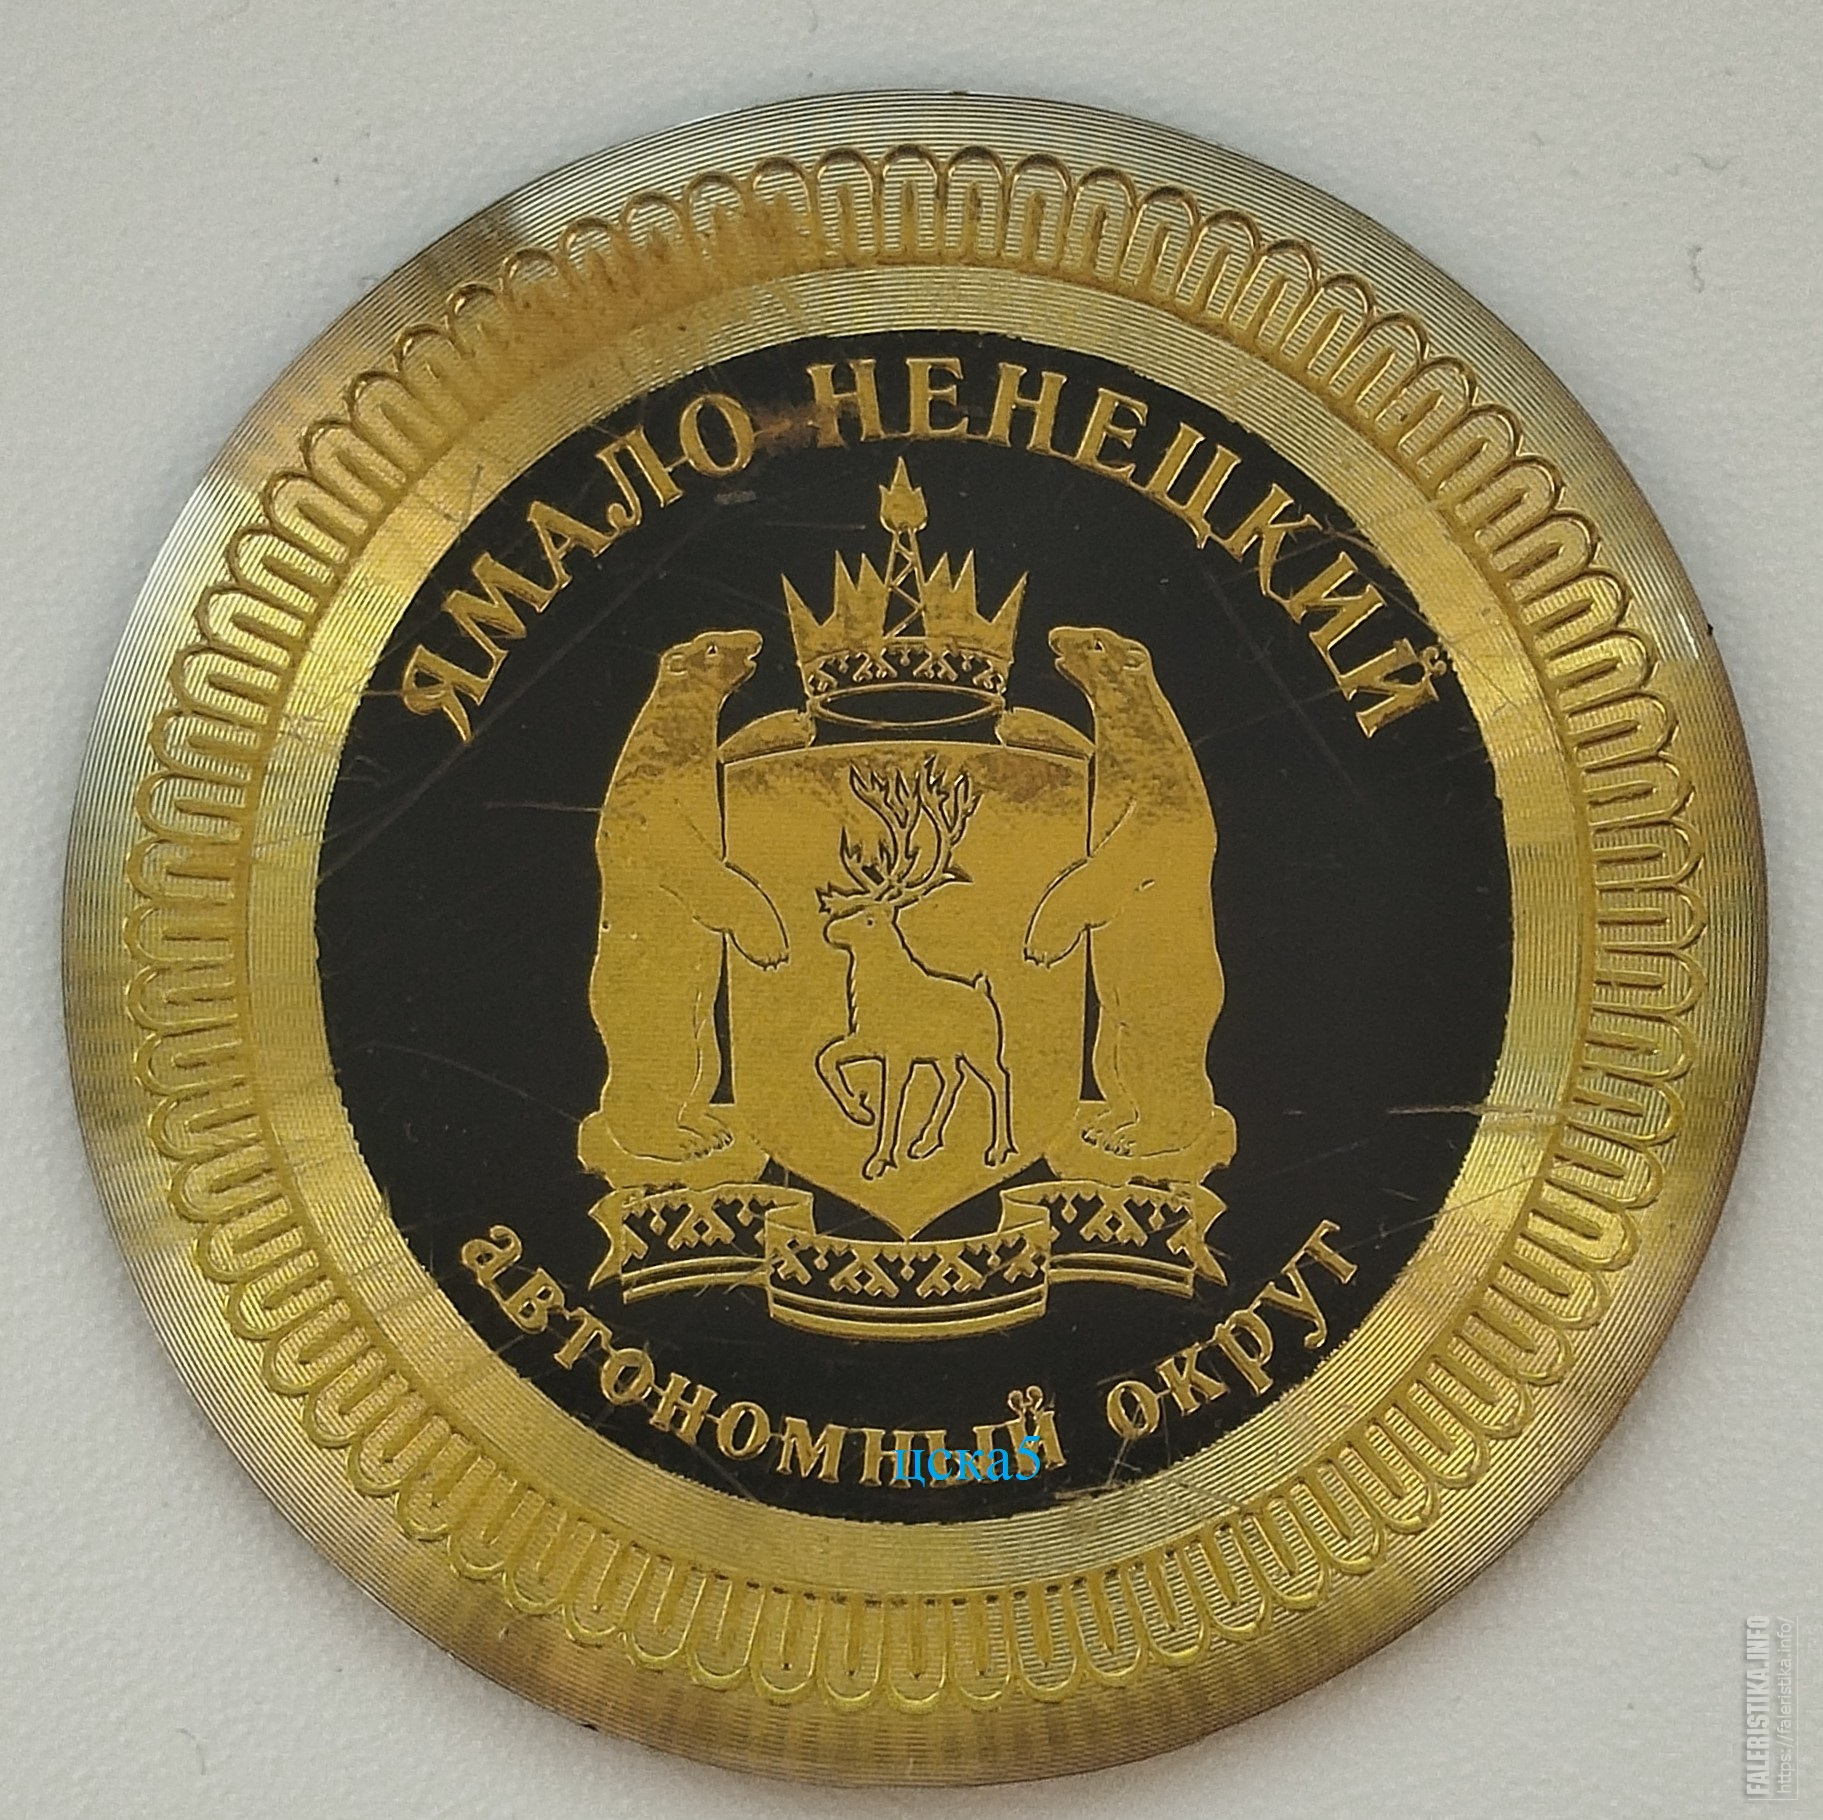 ЯМАЛО НЕНЕЦКИЙ
автономный округ
цска5
FALERISTIKA.INFO
https://faleristika.info/